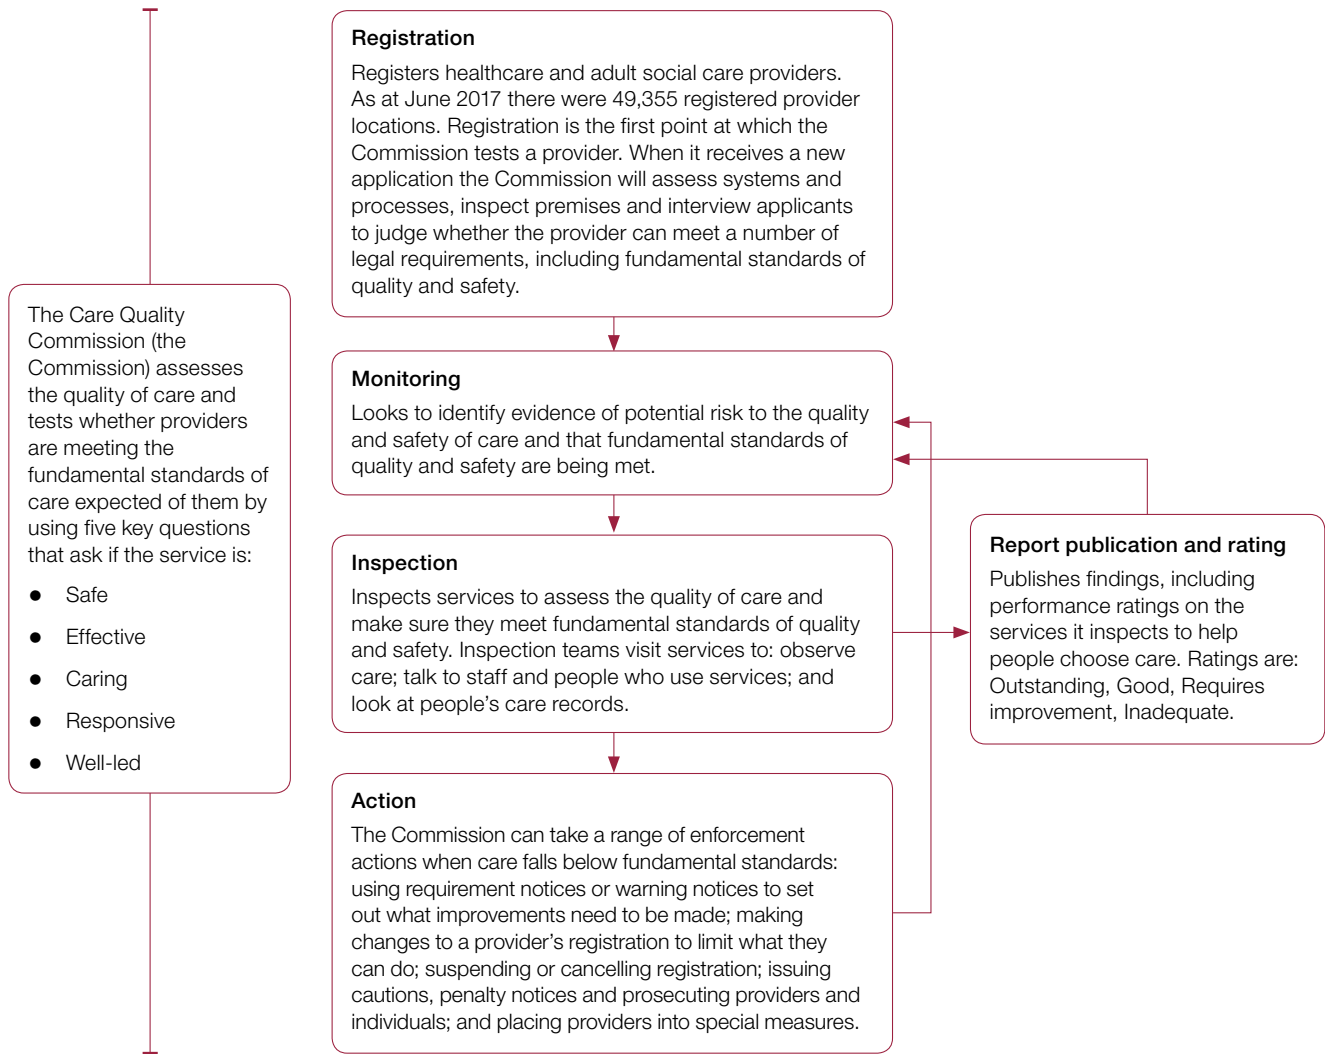 The Care Quality
Commission (the
Commission) assesses
the quality of care and
tests whether providers
are meeting the
fundamental standards of
care expected of them by
using five key questions
that ask if the service is:
● Safe
● Effective
● Caring
● Responsive
● Well-led
Registration
Registers healthcare and adult social care providers.
As at June 2017 there were 49,355 registered provider
locations. Registration is the first point at which the
Commission tests a provider. When it receives a new
application the Commission will assess systems and
processes, inspect premises and interview applicants
to judge whether the provider can meet a number of
legal requirements, including fundamental standards of
quality and safety.
Monitoring
Looks to identify evidence of potential risk to the quality
and safety of care and that fundamental standards of
quality and safety are being met.
Inspection
Inspects services to assess the quality of care and
make sure they meet fundamental standards of quality
and safety. Inspection teams visit services to: observe
care; talk to staff and people who use services; and
look at people’s care records.
Action
The Commission can take a range of enforcement
actions when care falls below fundamental standards:
using requirement notices or warning notices to set
out what improvements need to be made; making
changes to a provider’s registration to limit what they
can do; suspending or cancelling registration; issuing
cautions, penalty notices and prosecuting providers and
individuals; and placing providers into special measures.
Report publication and rating
Publishes findings, including
performance ratings on the
services it inspects to help
people choose care. Ratings are:
Outstanding, Good, Requires
improvement, Inadequate.